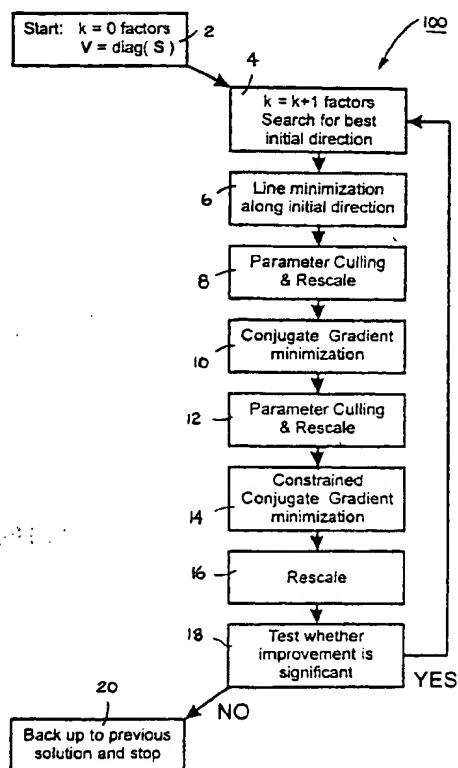 Start: k = 0 factors
V = diag( S )
2
100
4
k = k+1 factors
Search for best
initial direction
6
Line minimization
along initial direction
8
Parameter Culling
& Rescale
10
Conjugate Gradient
minimization
12
Parameter Culling
& Rescale
14
Constrained
Conjugate Gradient
minimization
16
Rescale
18
Test whether
improvement is
significant
YES
NO
20
Back up to previous
solution and stop